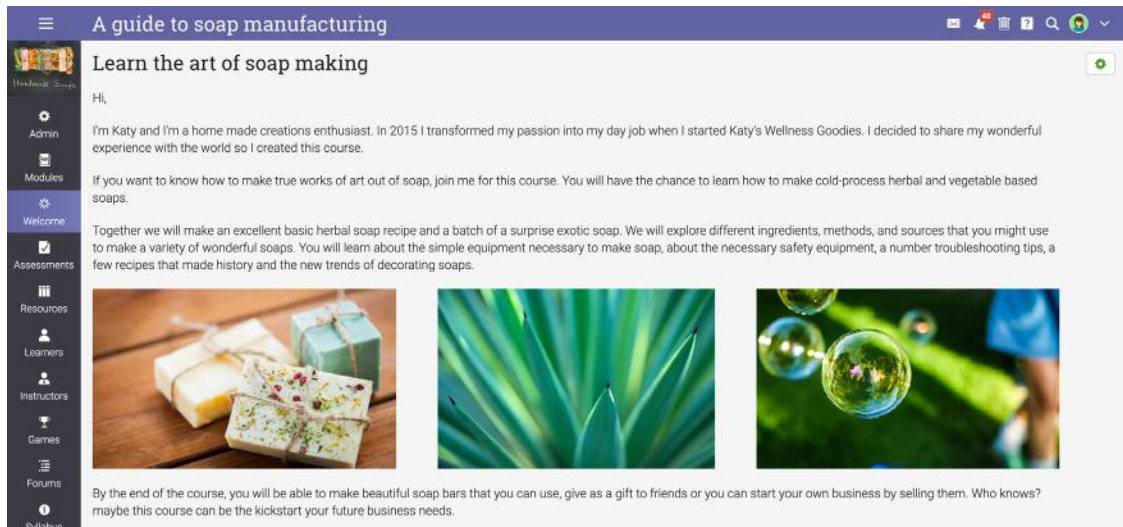 A guide to soap manufacturing
40
Handmade Soaps
Admin
Modules
Welcome
Assessments
Resources
Learners
Instructors
Games
Forums
Syllabus
Learn the art of soap making
Hi,
I'm Katy and I'm a home made creations enthusiast. In 2015 I transformed my passion into my day job when I started Katy's Wellness Goodies. I decided to share my wonderful
experience with the world so I created this course.
If you want to know how to make true works of art out of soap, join me for this course. You will have the chance to learn how to make cold-process herbal and vegetable based
soaps.
Together we will make an excellent basic herbal soap recipe and a batch of a surprise exotic soap. We will explore different ingredients, methods, and sources that you might use
to make a variety of wonderful soaps. You will learn about the simple equipment necessary to make soap, about the necessary safety equipment, a number troubleshooting tips, a
few recipes that made history and the new trends of decorating soaps.
By the end of the course, you will be able to make beautiful soap bars that you can use, give as a gift to friends or you can start your own business by selling them. Who knows?
maybe this course can be the kickstart your future business needs.